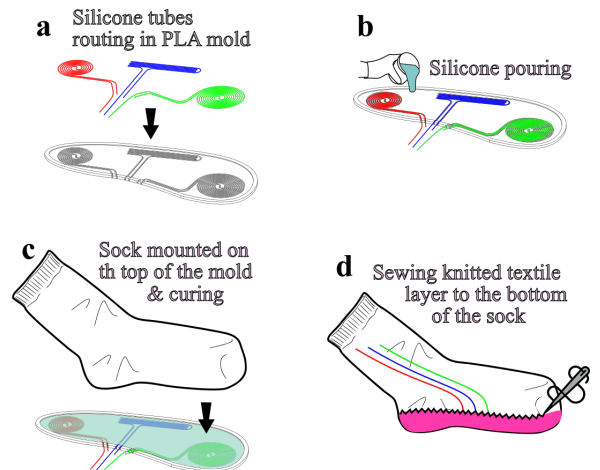 a
Silicone tubes
routing in PLA mold
b
Silicone pouring
c
Sock mounted on
th top of the mold
& curing
d
Sewing knitted textile
layer to the bottom
of the sock